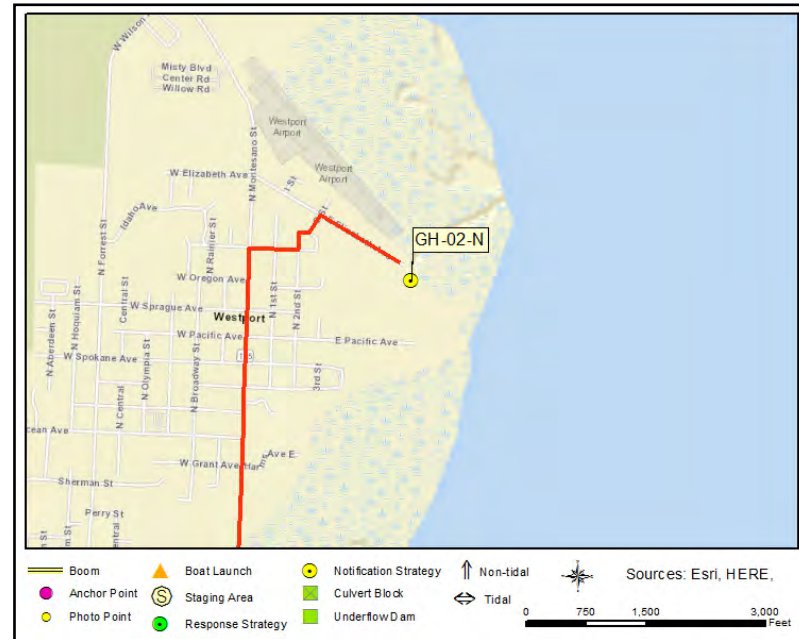 W Wilson
Misty Blvd
Center Rd
Willow Rd
Westport
Airport
Westport
Airport
N Montesano St
W Elizabeth Ave
I St
Idaho Ave
N Forrest St
N Rainier St
GH-02-N
W Oregon Ave
N 1st St
N 2nd St
N Aberdeen St
N Hoquiam St
Central St
W Sprague Ave
Westport
W Pacific Ave
E Pacific Ave
W Spokane Ave
N Olympia St
N Central
N Broadway St
3rd St
cean Ave
W Grant Ave
Ave E
Sherman St
Perry St
Boom
Anchor Point
Photo Point
Boat Launch
Staging Area
S
Response Strategy
Notification Strategy
Culvert Block
Underflow Dam
Non-tidal
Tidal
Sources: Esri, HERE,
0 750 1,500 3,000
Feet